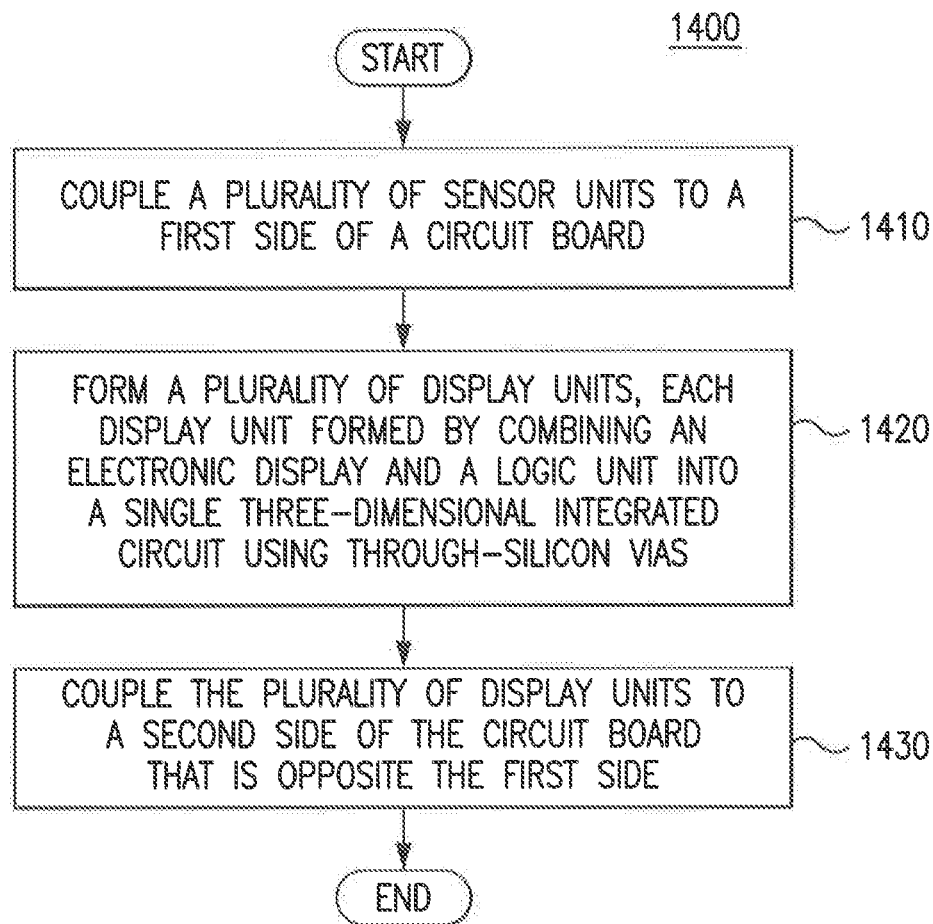 1400
START
COUPLE A PLURALITY OF SENSOR UNITS TO A
FIRST SIDE OF A CIRCUIT BOARD
1410
FORM A PLURALITY OF DISPLAY UNITS, EACH
DISPLAY UNIT FORMED BY COMBINING AN
ELECTRONIC DISPLAY AND A LOGIC UNIT INTO
A SINGLE THREE-DIMENSIONAL INTEGRATED
CIRCUIT USING THROUGH-SILICON VIAS
1420
COUPLE THE PLURALITY OF DISPLAY UNITS TO
A SECOND SIDE OF THE CIRCUIT BOARD
THAT IS OPPOSITE THE FIRST SIDE
1430
END